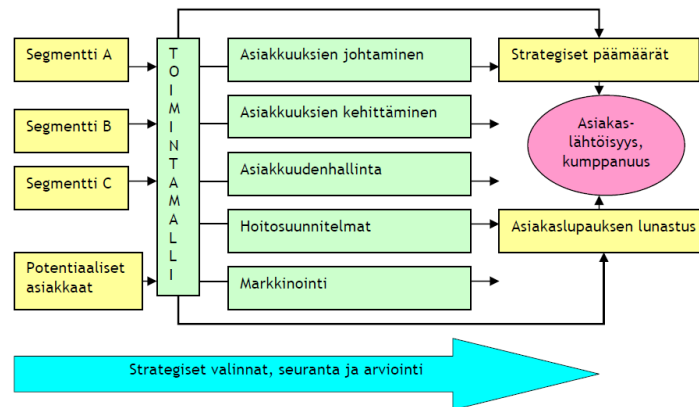 Segmentti A
Segmentti B
Segmentti C
Potentiaaliset
asiakkaat
TOIMINTAMALLI
Asiakkuuksien johtaminen
Asiakkuuksien kehittäminen
Asiakkuudenhallinta
Hoitosuunnitelmat
Markkinointi
Strategiset päämäärät
Asiakas-
lähtöisyys,
kumppanuus
Asiakaslupauksen lunastus
Strategiset valinnat, seuranta ja arviointi